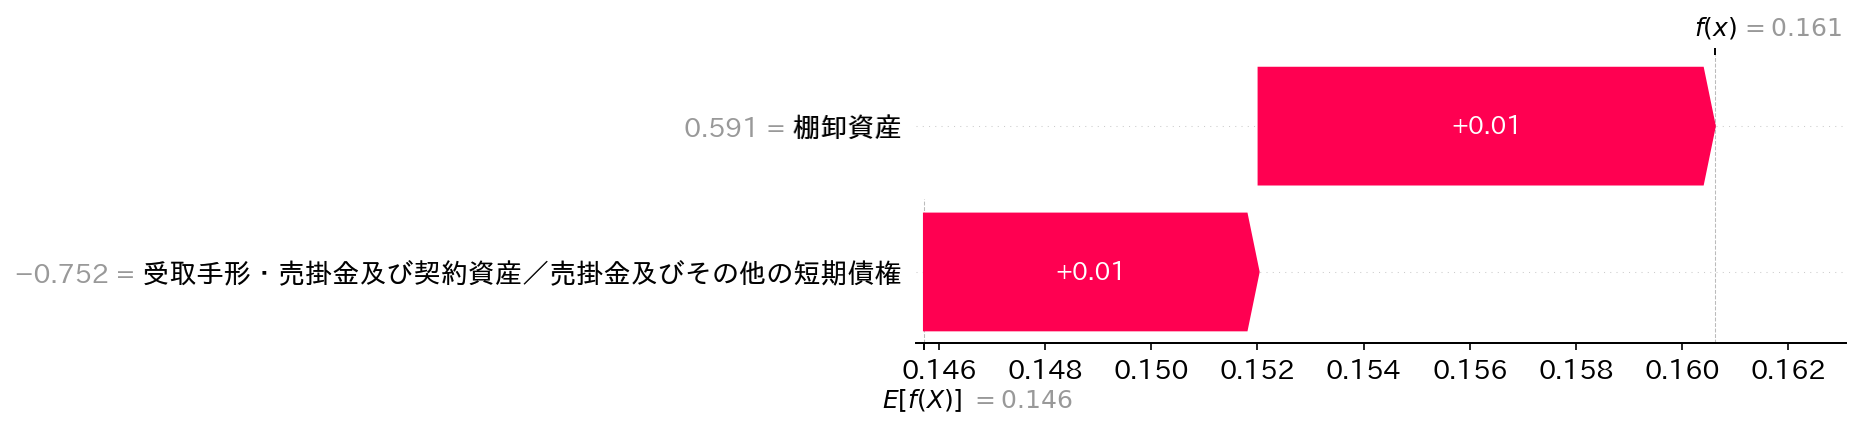 f(x) = 0.161
0.591 = 棚卸資産
+0.01
−0.752 = 受取手形・売掛金及び契約資産／売掛金及びその他の短期債権
+0.01
0.146 0.148 0.150 0.152 0.154 0.156 0.158 0.160 0.162
E[f(X)] = 0.146